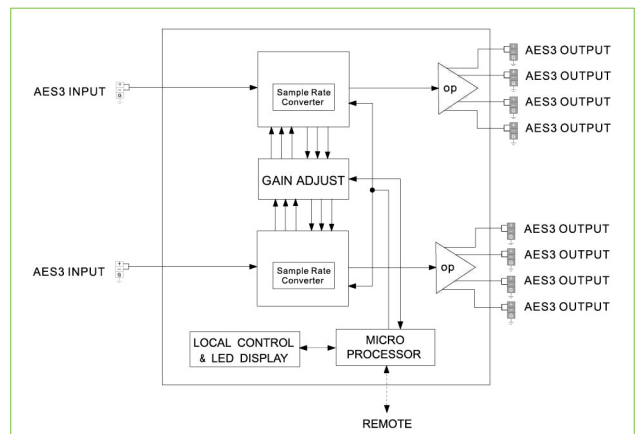 AES3 INPUT
Sample Rate
Converter
op
AES3 OUTPUT
AES3 OUTPUT
AES3 OUTPUT
AES3 OUTPUT
GAIN ADJUST
AES3 INPUT
Sample Rate
Converter
op
AES3 OUTPUT
AES3 OUTPUT
AES3 OUTPUT
AES3 OUTPUT
LOCAL CONTROL
& LED DISPLAY
MICRO
PROCESSOR
REMOTE